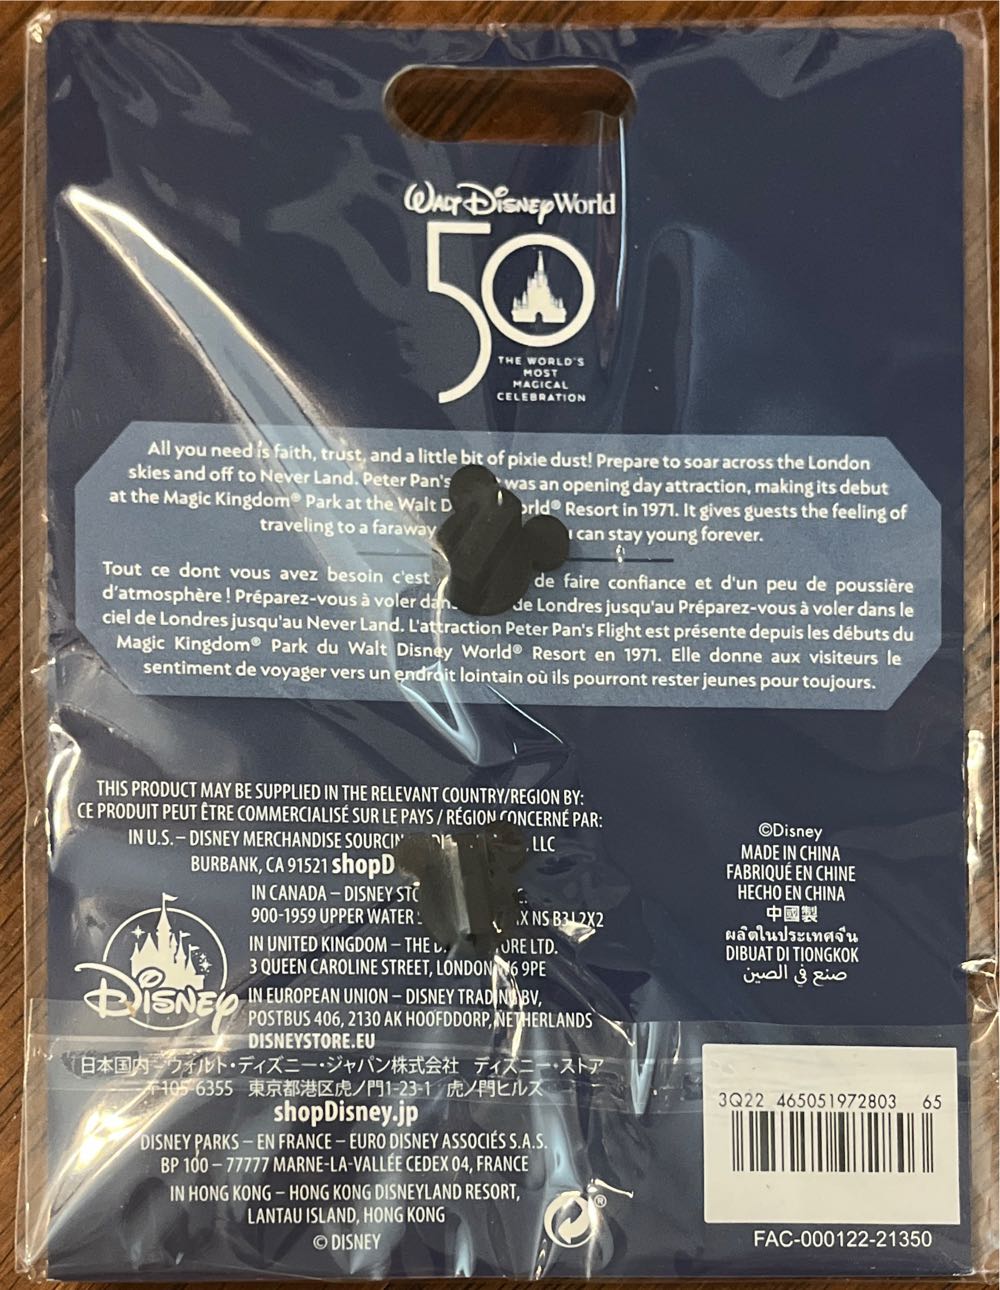 WALT DISNEY World
50
THE WORLD'S
MOST
MAGICAL
CELEBRATION
All you need is faith, trust, and a little bit of pixie dust! Prepare to soar across the London
skies and off to Never Land. Peter Pan's was an opening day attraction, making its debut
at the Magic Kingdom® Park at the Walt D orld® Resort in 1971. It gives guests the feeling of
traveling to a faraway can stay young forever.
Tout ce dont vous avez besoin c'est de faire confiance et d'un peu de poussière
d'atmosphère ! Préparez-vous à voler dans de Londres jusqu'au Préparez-vous à voler dans le
ciel de Londres jusqu'au Never Land. L'attraction Peter Pan's Flight est présente depuis les débuts du
Magic Kingdom® Park du Walt Disney World® Resort en 1971. Elle donne aux visiteurs le
sentiment de voyager vers un endroit lointain où ils pourront rester jeunes pour toujours.
THIS PRODUCT MAY BE SUPPLIED IN THE RELEVANT COUNTRY/REGION BY:
CE PRODUIT PEUT ÊTRE COMMERCIALISÉ SUR LE PAYS / RÉGION CONCERNÉ PAR:
IN U.S. – DISNEY MERCHANDISE SOURCIN , LLC
BURBANK, CA 91521 shopD
IN CANADA – DISNEY STO C.
900-1959 UPPER WATER NS B3J 2X2
IN UNITED KINGDOM – THE D ORE LTD.
3 QUEEN CAROLINE STREET, LONDON W6 9PE
IN EUROPEAN UNION – DISNEY TRADING BV,
POSTBUS 406, 2130 AK HOOFDDORP, NETHERLANDS
DISNEYSTORE.EU
DISNEY
日本国内－ウォルト・ディズニー・ジャパン株式会社 ディズニー・ストア
〒105-6355 東京都港区虎ノ門1-23-1 虎ノ門ヒルズ
shopDisney.jp
DISNEY PARKS – EN FRANCE – EURO DISNEY ASSOCIÉS S.A.S.
BP 100 – 77777 MARNE-LA-VALLÉE CEDEX 04, FRANCE
IN HONG KONG – HONG KONG DISNEYLAND RESORT,
LANTAU ISLAND, HONG KONG
© DISNEY
®
©Disney
MADE IN CHINA
FABRIQUÉ EN CHINE
HECHO EN CHINA
中國製
ผลิตในประเทศจีน
DIBUAT DI TIONGKOK
صنع في الصين
3Q22 465051972803 65
FAC-000122-21350